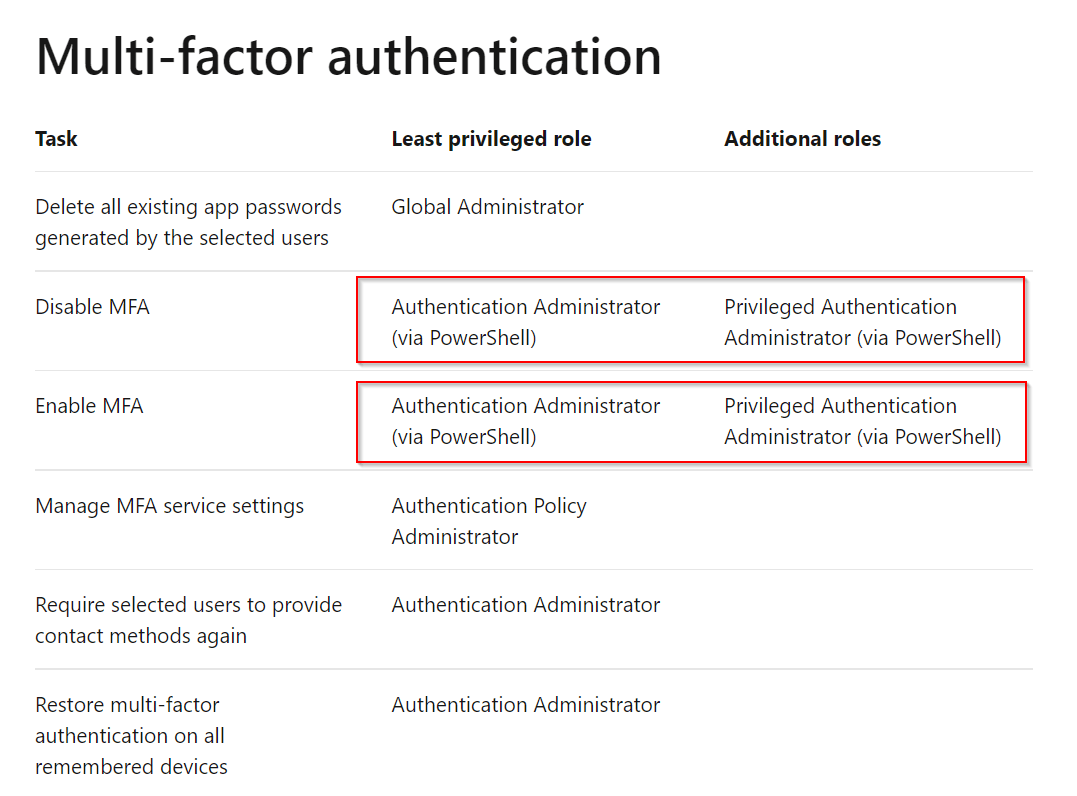 Multi-factor authentication
Task Least privileged role Additional roles
Delete all existing app passwords Global Administrator
generated by the selected users
Disable MFA Authentication Administrator Privileged Authentication
(via PowerShell) Administrator (via PowerShell)
Enable MFA Authentication Administrator Privileged Authentication
(via PowerShell) Administrator (via PowerShell)
Manage MFA service settings Authentication Policy
Administrator
Require selected users to provide Authentication Administrator
contact methods again
Restore multi-factor Authentication Administrator
authentication on all
remembered devices